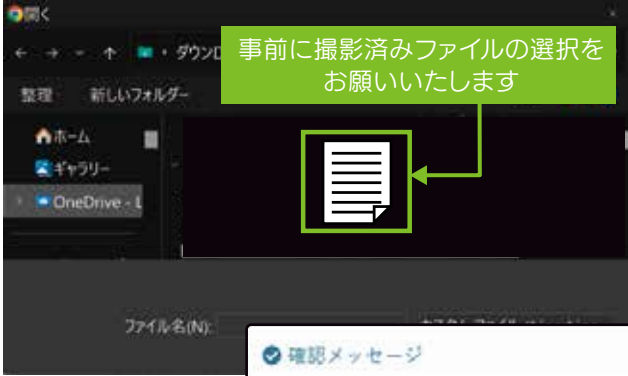 開く
ダウンロ
事前に撮影済みファイルの選択を
お願いいたします
整理
新しいフォルダー
ホーム
ギャラリー
OneDrive - L
ファイル名(N):
確認メッセージ